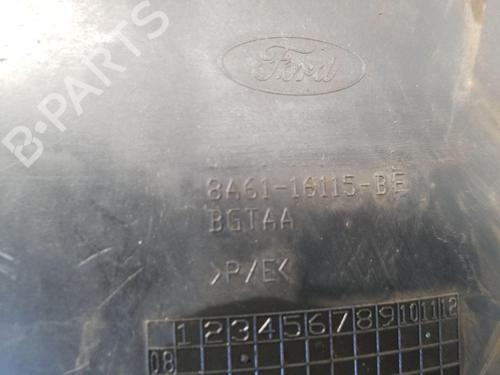 Ford
B-PARTS
8A61-16115-BE
BGTAA
>P/E<
1 2 3 4 5 6 7 8 9 10 11 12
08